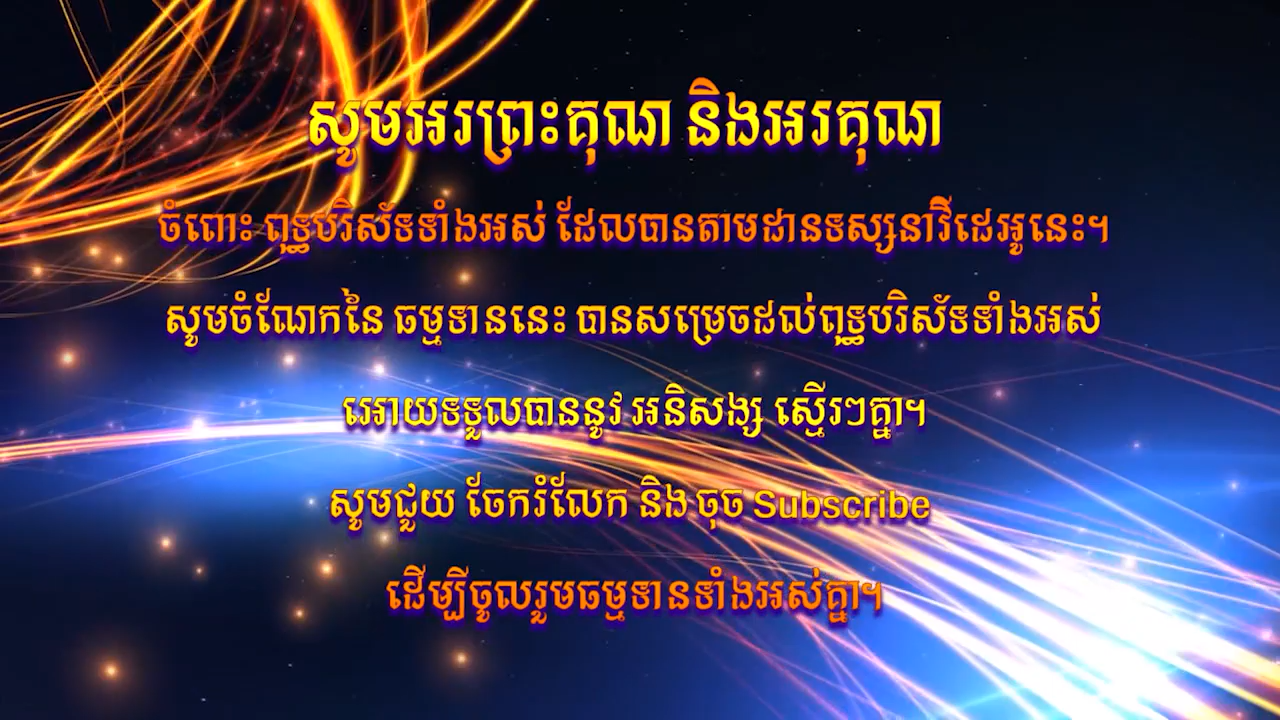 សូមអរព្រះគុណ និងអរគុណ
ចំពោះ ពុទ្ធបរិស័ទទាំងអស់ ដែលបានតាមដានទស្សនាវីដេអូនេះ។
សូមចំណែកនៃ ធម្មទាននេះ បានសម្រេចដល់ពុទ្ធបរិស័ទទាំងអស់
អោយទទួលបាននូវ អនិសង្ស ស្មើរៗគ្នា។
សូមជួយ ចែករំលែក និង ចុច Subscribe
ដើម្បីចូលរួមធម្មទានទាំងអស់គ្នា។